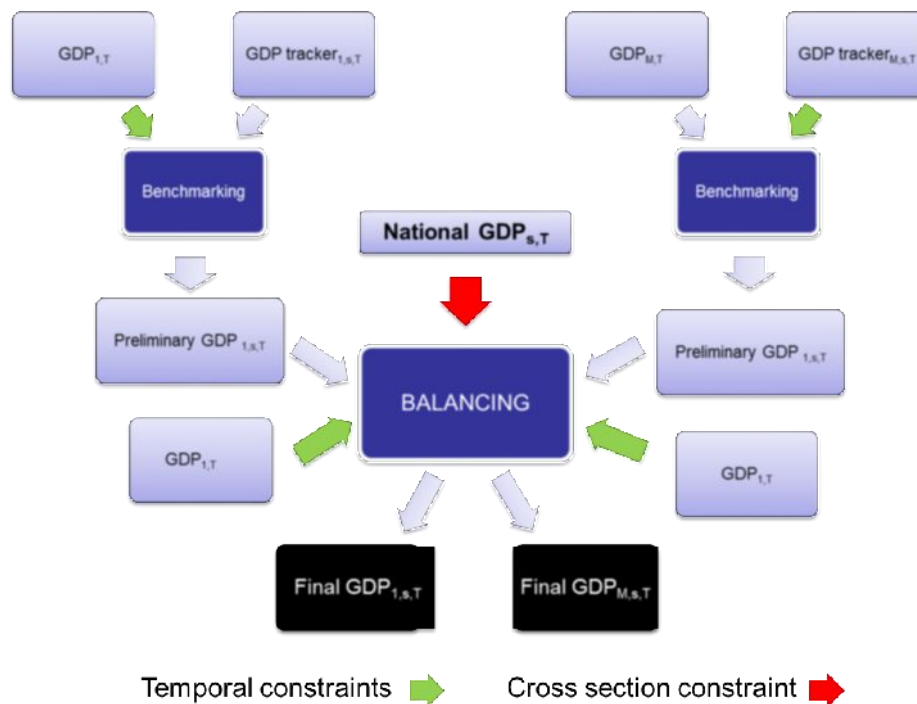 GDP1,T
GDP tracker1,s,T
GDPM,T
GDP trackerM,s,T
Benchmarking
Benchmarking
National GDPs,T
Preliminary GDP 1,s,T
Preliminary GDP 1,s,T
BALANCING
GDP1,T
GDP1,T
Final GDP1,s,T
Final GDPM,s,T
Temporal constraints
Cross section constraint